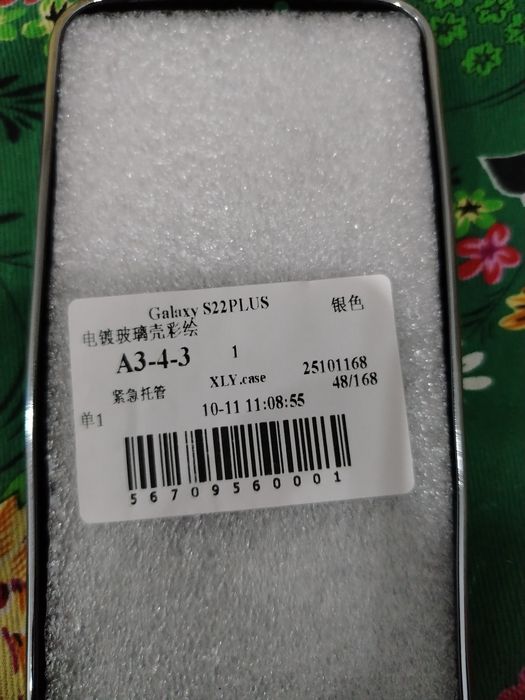 Galaxy S22PLUS 银色
电镀玻璃壳彩绘
A3-4-3 1 25101168
紧急托管 XLY.case 48/168
单1 10-11 11:08:55
567095600001